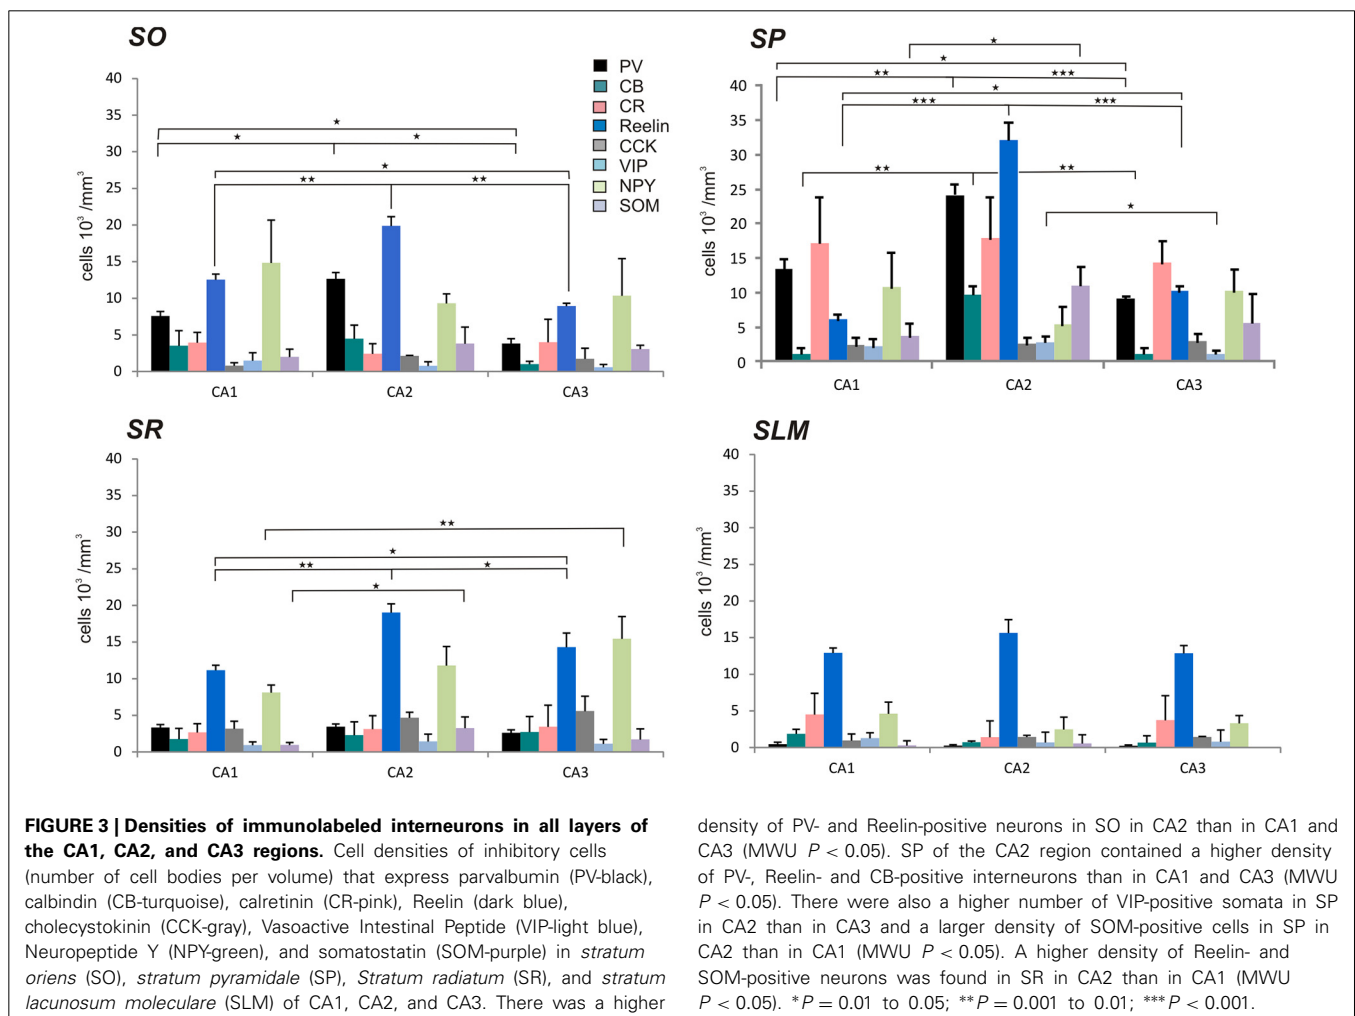 SO
PV
CB
CR
Reelin
CCK
VIP
NPY
SOM
cells 10³ /mm³
40
35
30
25
20
15
10
5
0
★
★ ★
★
★★ ★★
CA1 CA2 CA3
SP
cells 10³ /mm³
40
35
30
25
20
15
10
5
0
★
★
★★ ★★★
★
★★★ ★★★
★★ ★★
★
CA1 CA2 CA3
SR
cells 10³ /mm³
40
35
30
25
20
15
10
5
0
★★
★
★★ ★
★
CA1 CA2 CA3
SLM
cells 10³ /mm³
40
35
30
25
20
15
10
5
0
CA1 CA2 CA3
FIGURE 3 | Densities of immunolabeled interneurons in all layers of
the CA1, CA2, and CA3 regions. Cell densities of inhibitory cells
(number of cell bodies per volume) that express parvalbumin (PV-black),
calbindin (CB-turquoise), calretinin (CR-pink), Reelin (dark blue),
cholecystokinin (CCK-gray), Vasoactive Intestinal Peptide (VIP-light blue),
Neuropeptide Y (NPY-green), and somatostatin (SOM-purple) in stratum
oriens (SO), stratum pyramidale (SP), Stratum radiatum (SR), and stratum
lacunosum moleculare (SLM) of CA1, CA2, and CA3. There was a higher
density of PV- and Reelin-positive neurons in SO in CA2 than in CA1 and
CA3 (MWU P < 0.05). SP of the CA2 region contained a higher density
of PV-, Reelin- and CB-positive interneurons than in CA1 and CA3 (MWU
P < 0.05). There were also a higher number of VIP-positive somata in SP
in CA2 than in CA3 and a larger density of SOM-positive cells in SP in
CA2 than in CA1 (MWU P < 0.05). A higher density of Reelin- and
SOM-positive neurons was found in SR in CA2 than in CA1 (MWU
P < 0.05). *P = 0.01 to 0.05; **P = 0.001 to 0.01; ***P < 0.001.